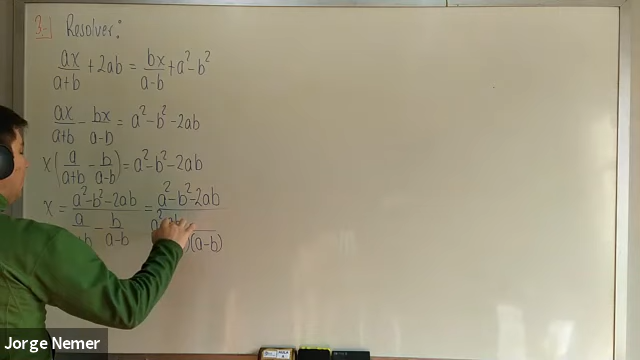 3.- Resolver:
ax/(a+b) + 2ab = bx/(a-b) + a²-b²
ax/(a+b) - bx/(a-b) = a²-b²-2ab
x(a/(a+b) - b/(a-b)) = a²-b²-2ab
x = (a²-b²-2ab)/(a/ b - b/(a-b)) = (a²-b²-2ab)/(a² / )(a-b))
Jorge Nemer